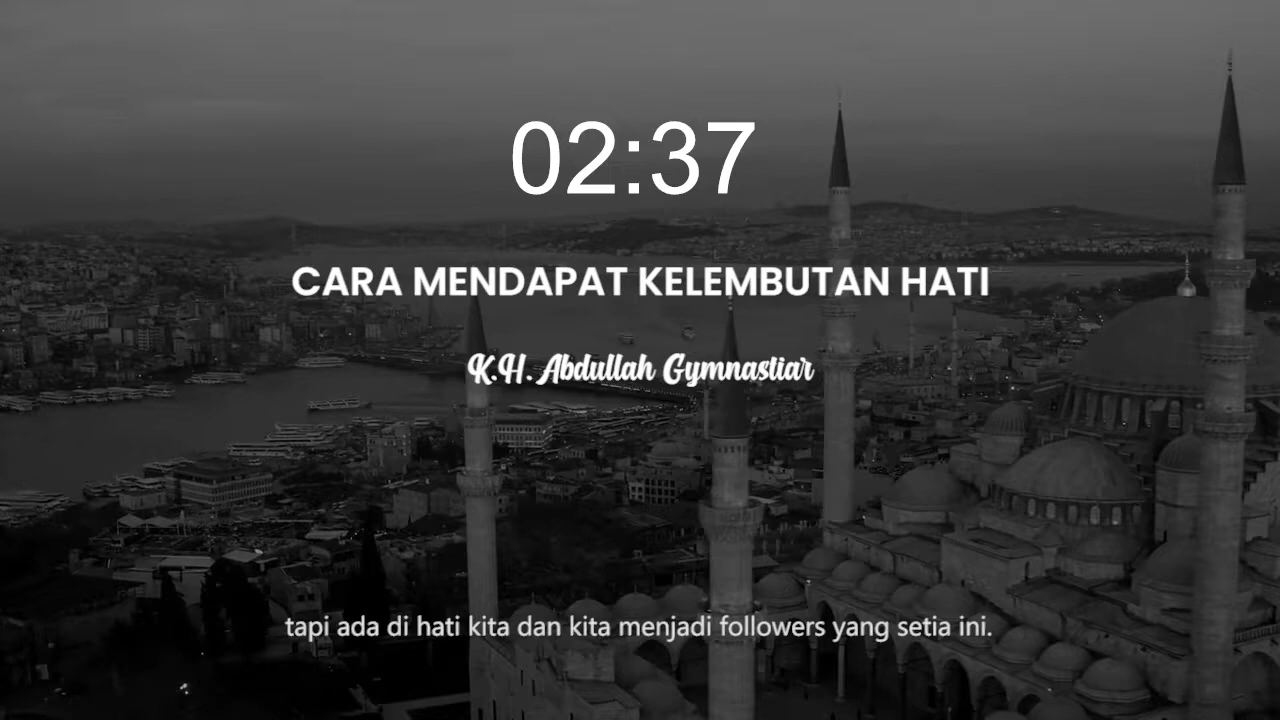 02:37
CARA MENDAPAT KELEMBUTAN HATI
K.H. Abdullah Gymnastiar
tapi ada di hati kita dan kita menjadi followers yang setia ini.